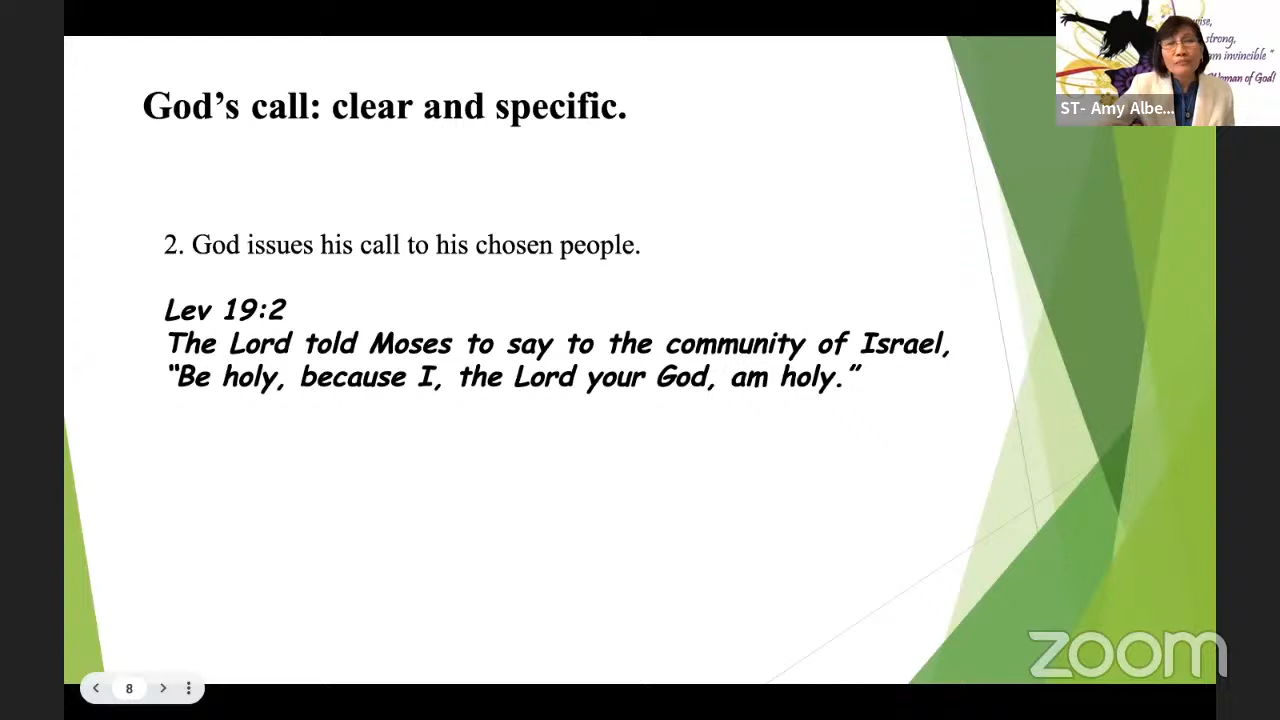 God’s call: clear and specific.
2. God issues his call to his chosen people.
Lev 19:2
The Lord told Moses to say to the community of Israel,
“Be holy, because I, the Lord your God, am holy.”
strong,
invincible”
Woman of God!
ST- Amy Albe...
8
zoom